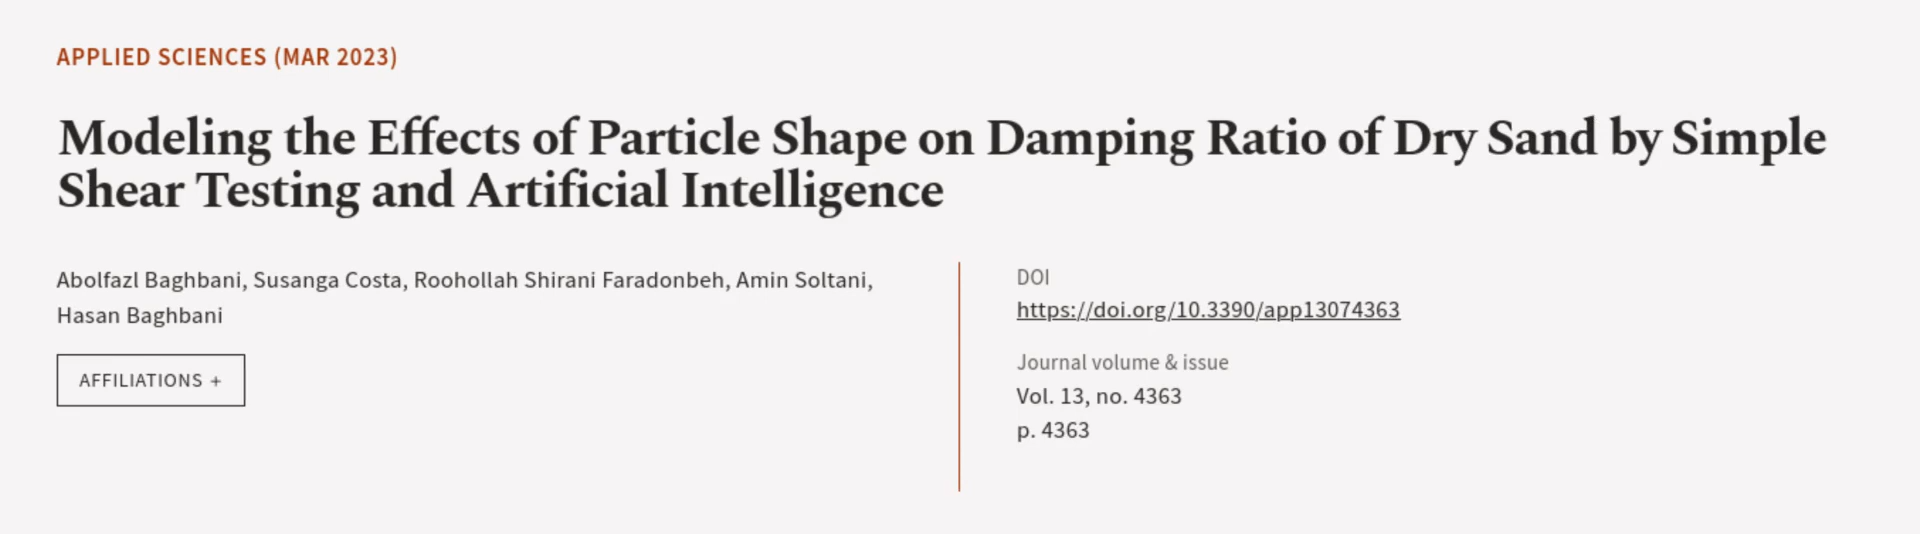 APPLIED SCIENCES (MAR 2023)
Modeling the Effects of Particle Shape on Damping Ratio of Dry Sand by Simple
Shear Testing and Artificial Intelligence
Abolfazl Baghbani, Susanga Costa, Roohollah Shirani Faradonbeh, Amin Soltani,
Hasan Baghbani
AFFILIATIONS +
DOI
https://doi.org/10.3390/app13074363
Journal volume & issue
Vol. 13, no. 4363
p. 4363